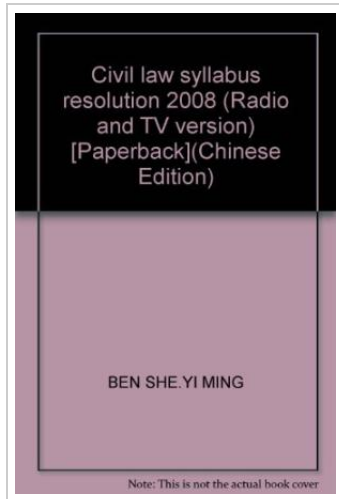 Civil law syllabus
resolution 2008 (Radio
and TV version)
[Paperback](Chinese
Edition)
BEN SHE.YI MING
Note: This is not the actual book cover